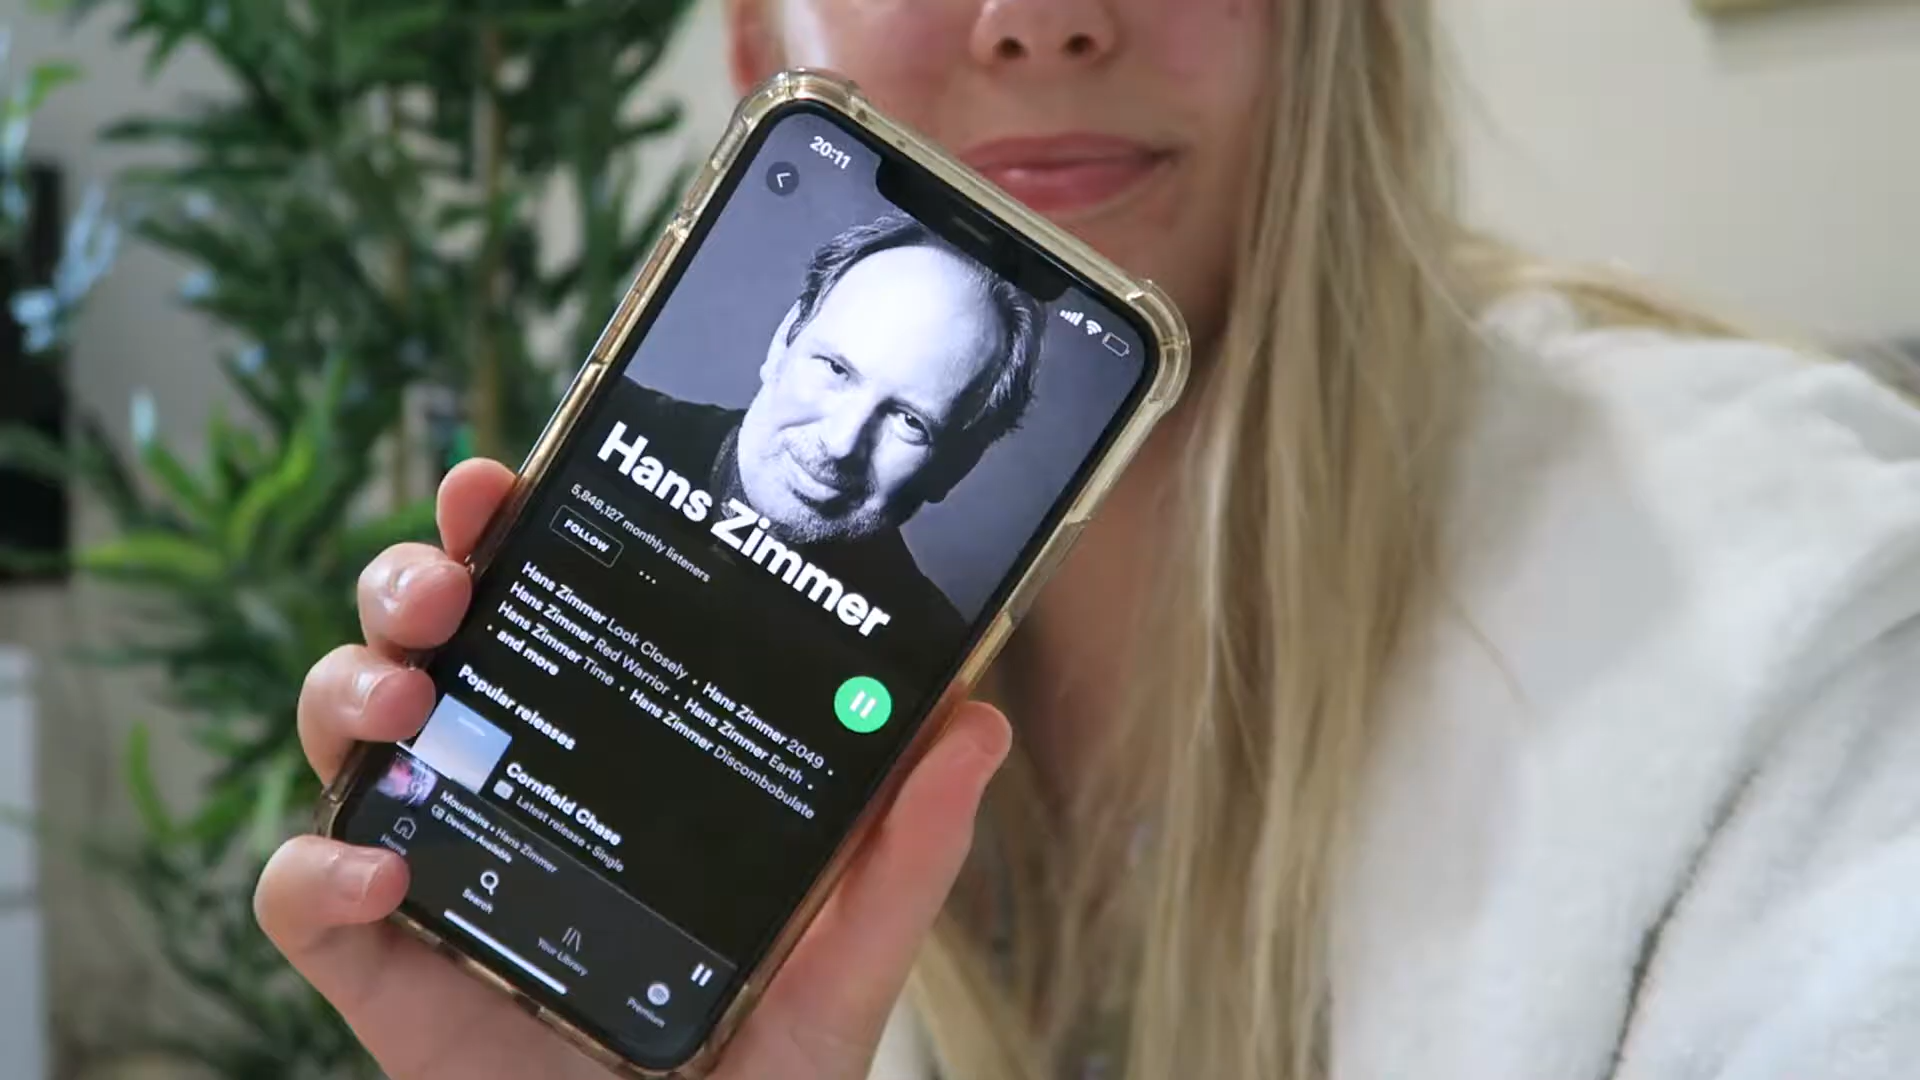 20:11
Hans Zimmer
5,848,127 monthly listeners
FOLLOW
Hans Zimmer Look Closely • Hans Zimmer 2049 •
Hans Zimmer Red Warrior • Hans Zimmer Earth •
Hans Zimmer Time • Hans Zimmer Discombobulate
• and more
Popular releases
Cornfield Chase
Latest release • Single
Mountains • Hans Zimmer
Devices Available
Home
Search
Your Library
Premium